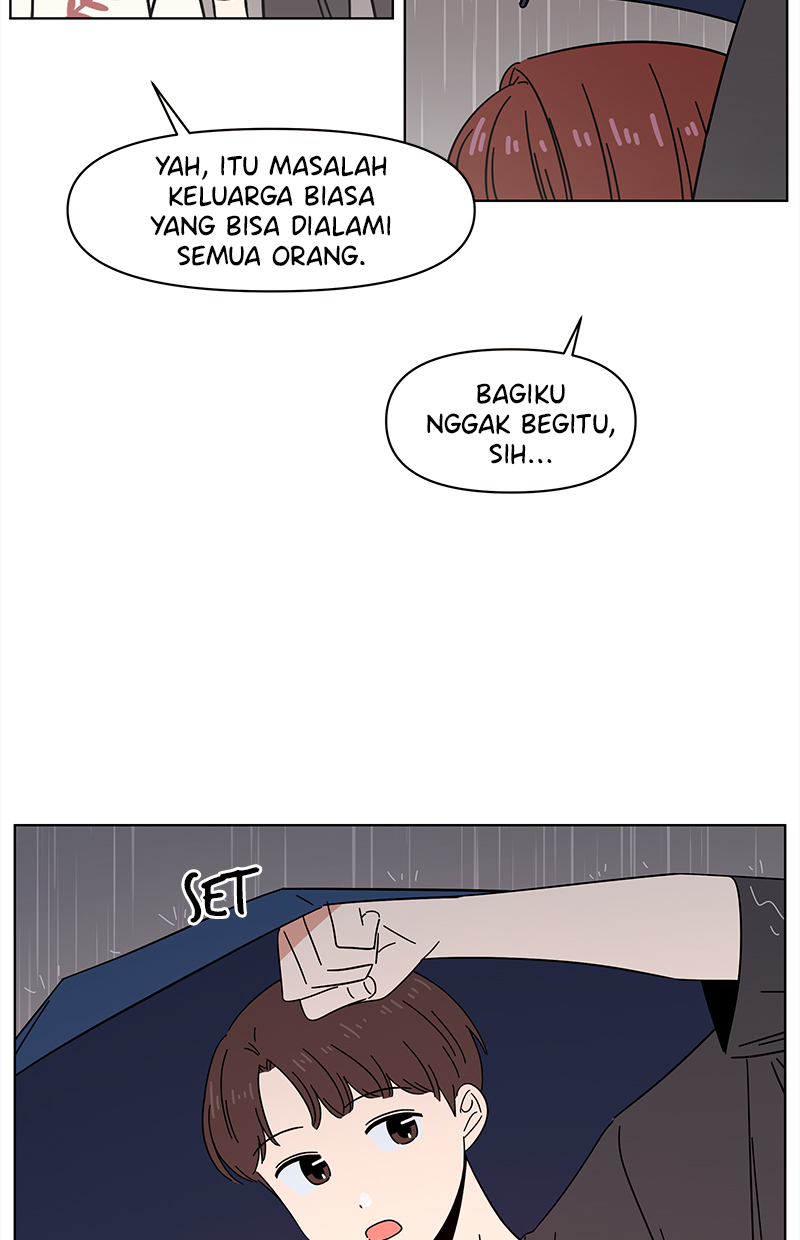 YAH, ITU MASALAH
KELUARGA BIASA
YANG BISA DIALAMI
SEMUA ORANG.
BAGIKU
NGGAK BEGITU,
SIH...
SET